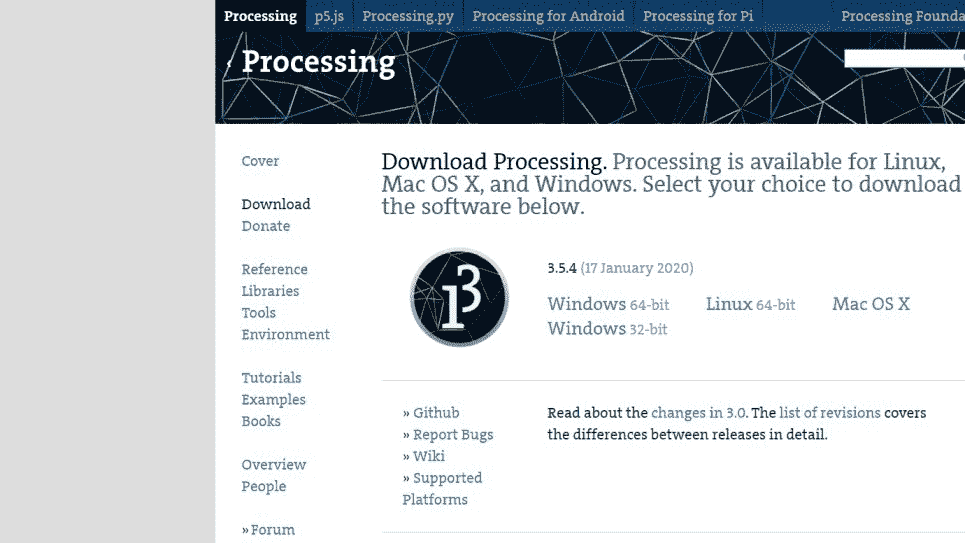 Processing p5.js Processing.py Processing for Android Processing for Pi Processing Founda
‹ Processing
Cover
Download
Donate
Reference
Libraries
Tools
Environment
Tutorials
Examples
Books
Overview
People
» Forum
Download Processing. Processing is available for Linux,
Mac OS X, and Windows. Select your choice to download
the software below.
3
3.5.4 (17 January 2020)
Windows 64-bit Linux 64-bit Mac OS X
Windows 32-bit
» Github
» Report Bugs
» Wiki
» Supported
Platforms
Read about the changes in 3.0. The list of revisions covers
the differences between releases in detail.